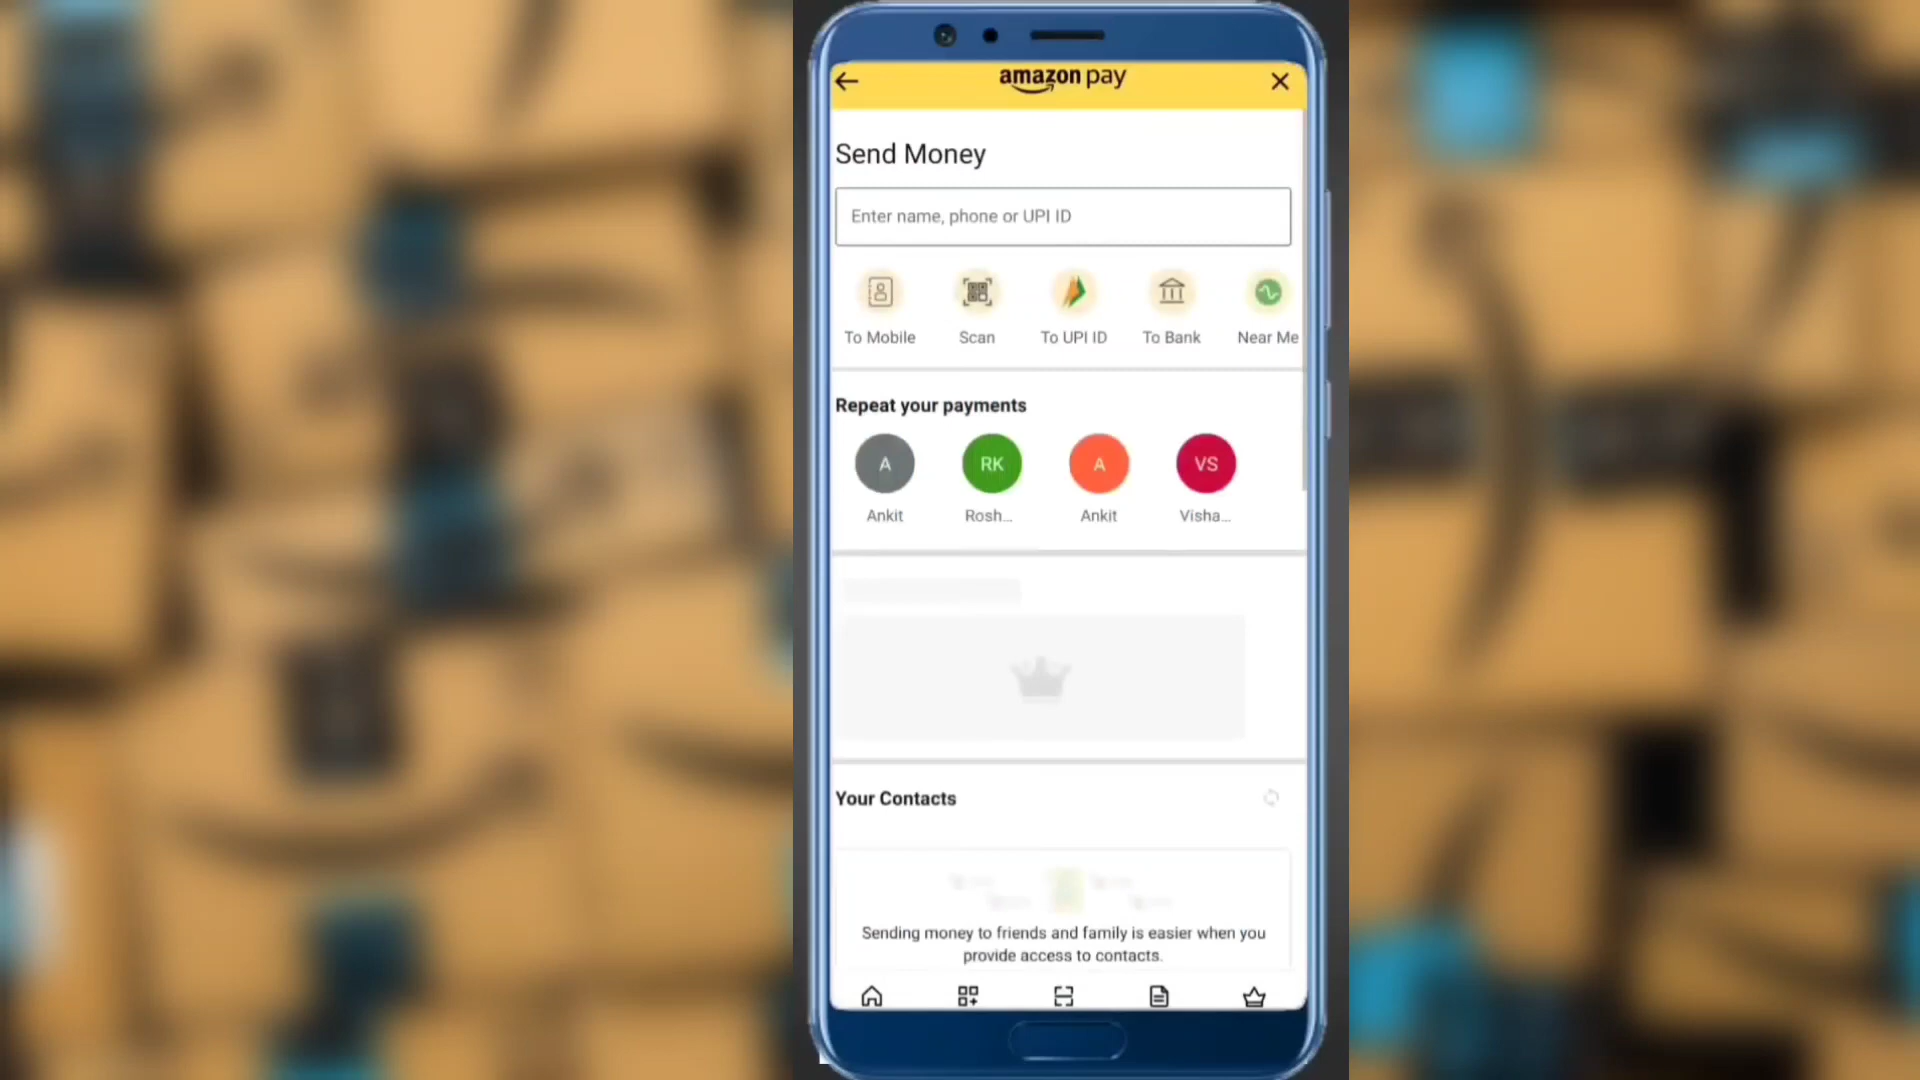 amazon pay
Send Money
Enter name, phone or UPI ID
To Mobile
Scan
To UPI ID
To Bank
Near Me
Repeat your payments
A
RK
A
VS
Ankit
Rosh...
Ankit
Visha...
Your Contacts
Sending money to friends and family is easier when you
provide access to contacts.